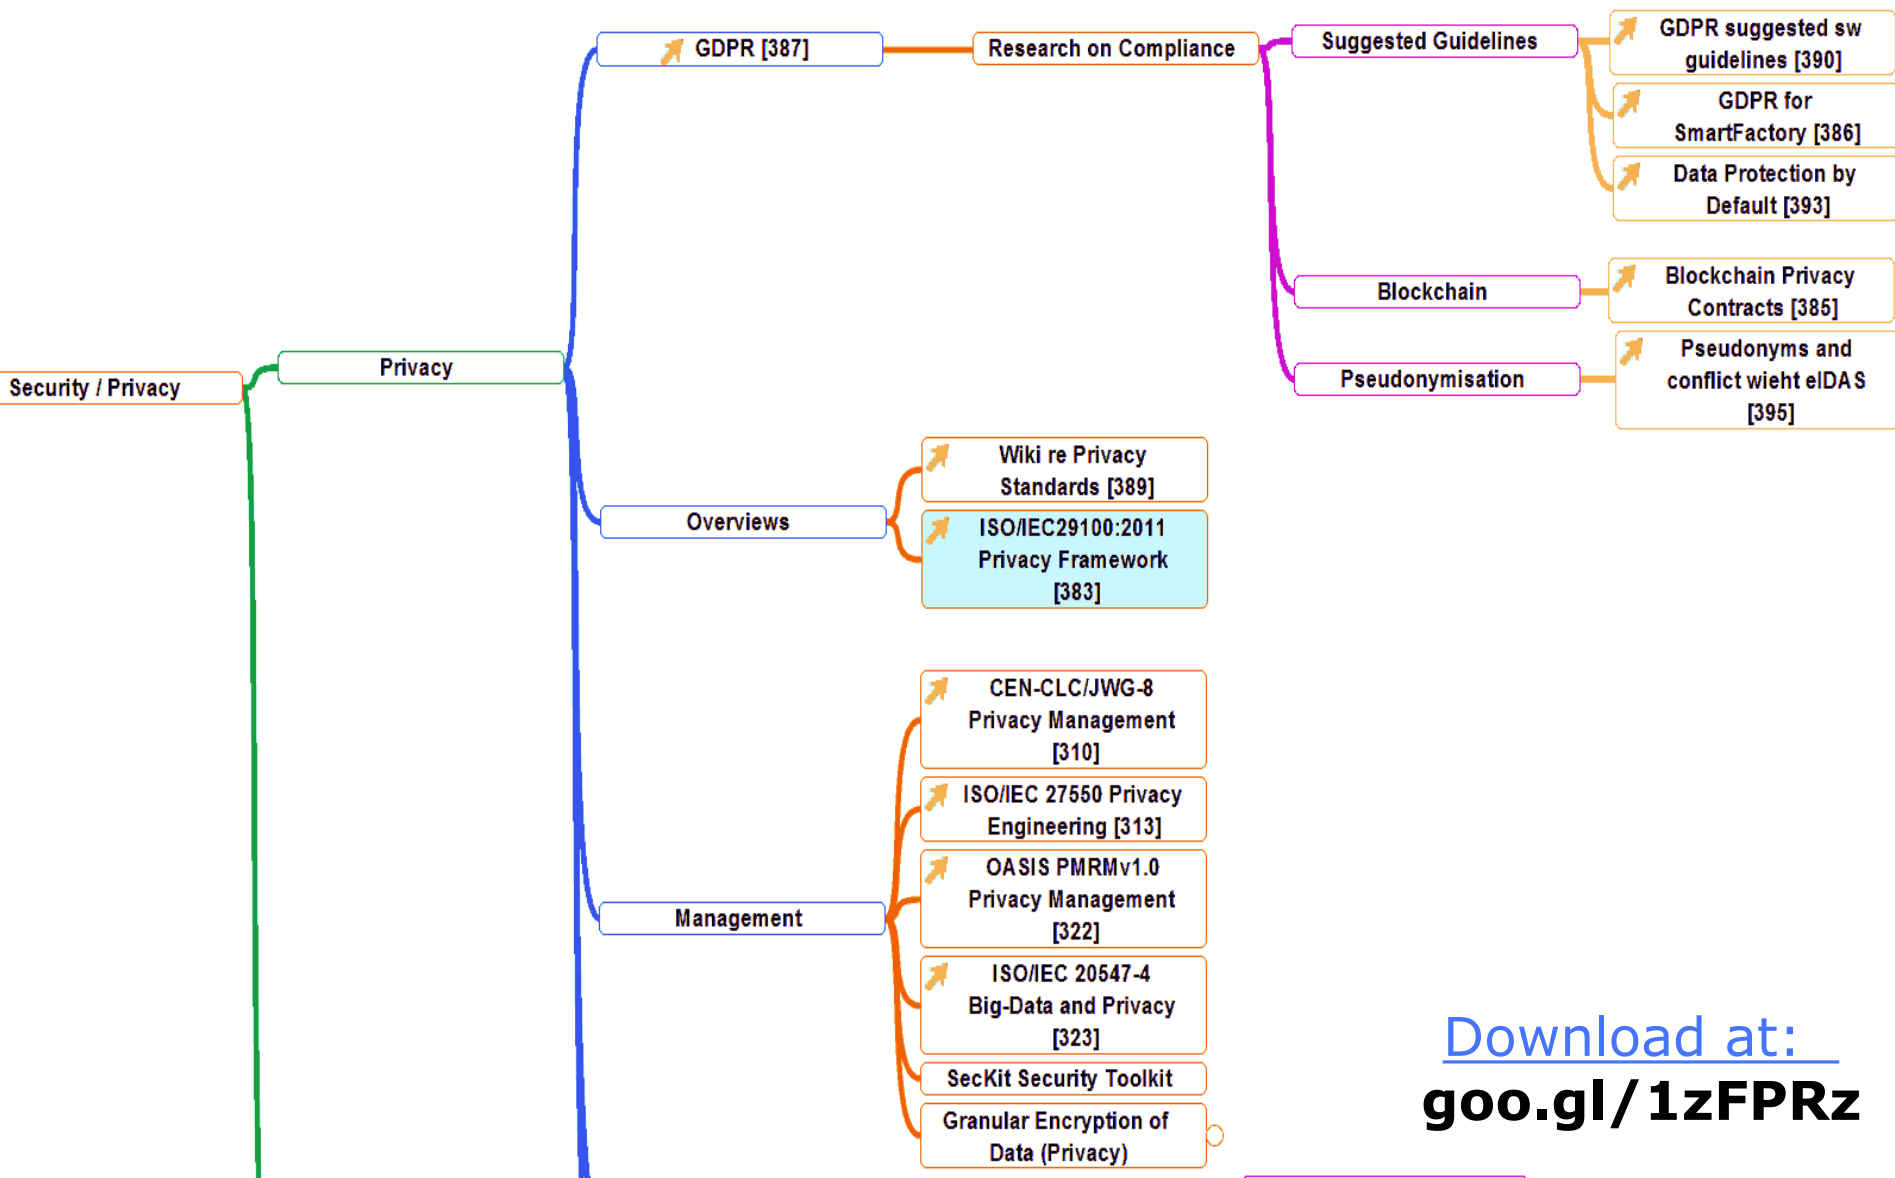 GDPR [387]
Research on Compliance
Suggested Guidelines
GDPR suggested sw
guidelines [390]
GDPR for
SmartFactory [386]
Data Protection by
Default [393]
Blockchain
Blockchain Privacy
Contracts [385]
Pseudonymisation
Pseudonyms and
conflict wieht eIDAS
[395]
Security / Privacy
Privacy
Overviews
Wiki re Privacy
Standards [389]
ISO/IEC29100:2011
Privacy Framework
[383]
Management
CEN-CLC/JWG-8
Privacy Management
[310]
ISO/IEC 27550 Privacy
Engineering [313]
OASIS PMRMv1.0
Privacy Management
[322]
ISO/IEC 20547-4
Big-Data and Privacy
[323]
SecKit Security Toolkit
Granular Encryption of
Data (Privacy)
Download at:
goo.gl/1zFPRz